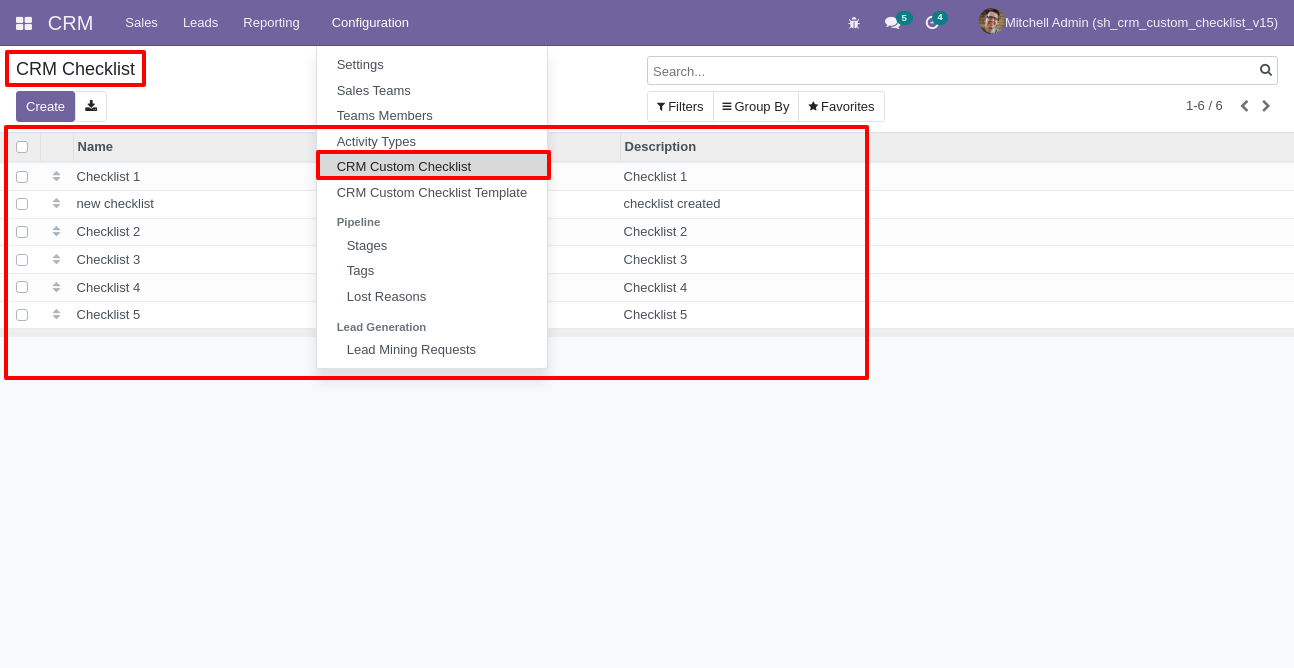 CRM Sales Leads Reporting Configuration 5 4 Mitchell Admin (sh_crm_custom_checklist_v15)
CRM Checklist
Search...
Create
Filters Group By Favorites 1-6 / 6
Settings
Sales Teams
Teams Members
Activity Types
CRM Custom Checklist
CRM Custom Checklist Template
Pipeline
Stages
Tags
Lost Reasons
Lead Generation
Lead Mining Requests
Name Description
Checklist 1 Checklist 1
new checklist checklist created
Checklist 2 Checklist 2
Checklist 3 Checklist 3
Checklist 4 Checklist 4
Checklist 5 Checklist 5